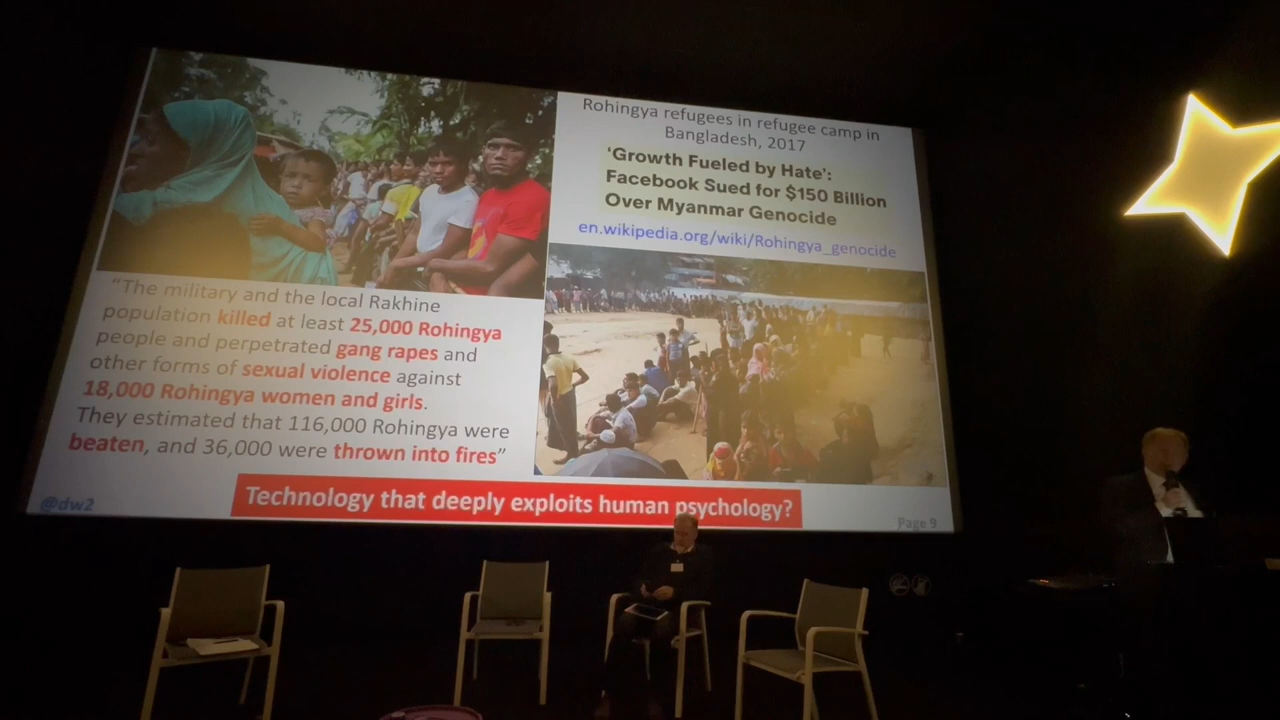 Rohingya refugees in refugee camp in
Bangladesh, 2017
‘Growth Fueled by Hate’:
Facebook Sued for $150 Billion
Over Myanmar Genocide
en.wikipedia.org/wiki/Rohingya_genocide
“The military and the local Rakhine
population killed at least 25,000 Rohingya
people and perpetrated gang rapes and
other forms of sexual violence against
18,000 Rohingya women and girls.
They estimated that 116,000 Rohingya were
beaten, and 36,000 were thrown into fires”
Technology that deeply exploits human psychology?
@dw2
Page 9